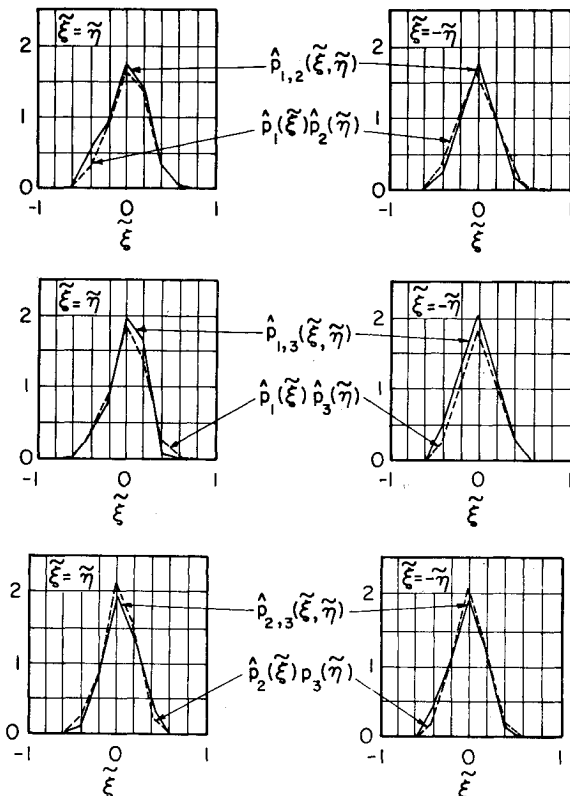 ξ̃ = η̃
ξ̃ = -η̃
2
1
0
-1
0
1
ξ̃
p̂₁,₂(ξ̃, η̃)
p̂₁(ξ̃)p̂₂(η̃)
2
1
0
-1
0
1
ξ̃
ξ̃ = η̃
ξ̃ = -η̃
2
1
0
-1
0
1
ξ̃
p̂₁,₃(ξ̃, η̃)
p̂₁(ξ̃) p̂₃(η̃)
2
1
0
-1
0
1
ξ̃
ξ̃ = η̃
ξ̃ = -η̃
2
1
0
-1
0
1
ξ̃
p̂₂,₃(ξ̃, η̃)
p̂₂(ξ̃) p₃(η̃)
2
1
0
-1
0
1
ξ̃